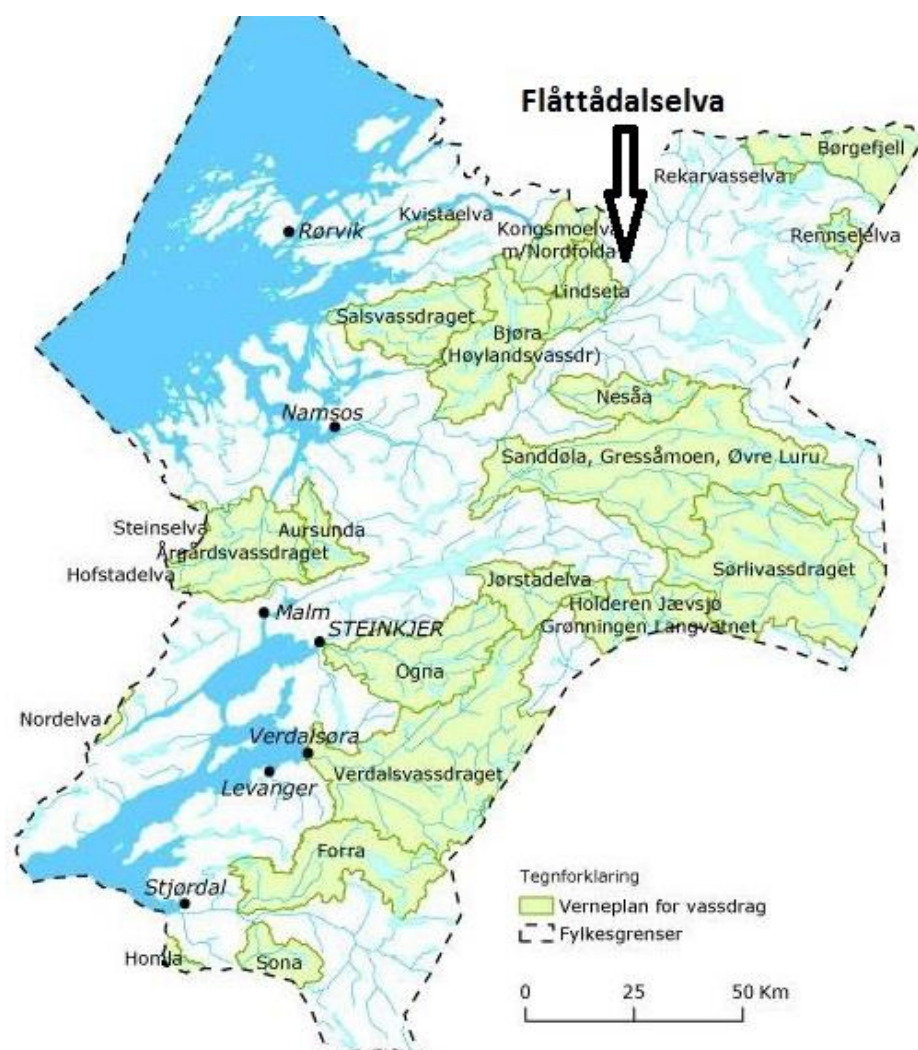 Flåttådalselva
Børgefjell
Rekarvasselva
Kvistaelva
Kongsmoelva
m/Nordfolda
Rørvik
Rennselelva
Lindseta
Salsvassdraget
Bjøra
(Høylandsvassdr)
Namsos
Nesåa
Sanddøla, Gressåmoen, Øvre Luru
Steinselva
Aursunda
Årgårdsvassdraget
Hofstadelva
Sørlivassdraget
Jørstadelva
Holderen Jævsjø
Grønningen Langvatnet
Malm
STEINKJER
Ogna
Nordelva
Verdalsøra
Verdalsvassdraget
Levanger
Forra
Stjørdal
Homla
Sona
Tegnforklaring
Verneplan for vassdrag
Fylkesgrenser
0 25 50 Km